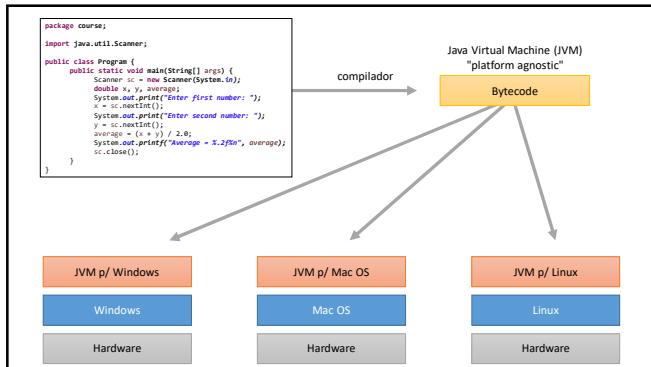 package course;
import java.util.Scanner;
public class Program {
public static void main(String[] args) {
Scanner sc = new Scanner(System.in);
double x, y, average;
System.out.print("Enter first number: ");
x = sc.nextInt();
System.out.print("Enter second number: ");
y = sc.nextInt();
average = (x + y) / 2.0;
System.out.printf("Average = %.2f%n", average);
sc.close();
}
}
compilador
Java Virtual Machine (JVM)
"platform agnostic"
Bytecode
JVM p/ Windows
JVM p/ Mac OS
JVM p/ Linux
Windows
Mac OS
Linux
Hardware
Hardware
Hardware